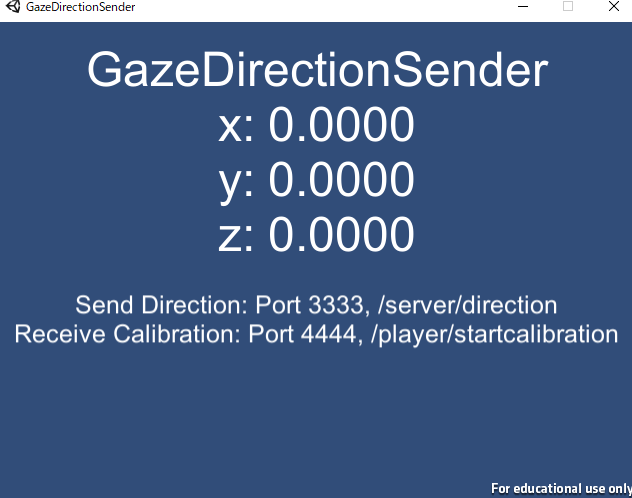 GazeDirectionSender
GazeDirectionSender
x: 0.0000
y: 0.0000
z: 0.0000
Send Direction: Port 3333, /server/direction
Receive Calibration: Port 4444, /player/startcalibration
For educational use only